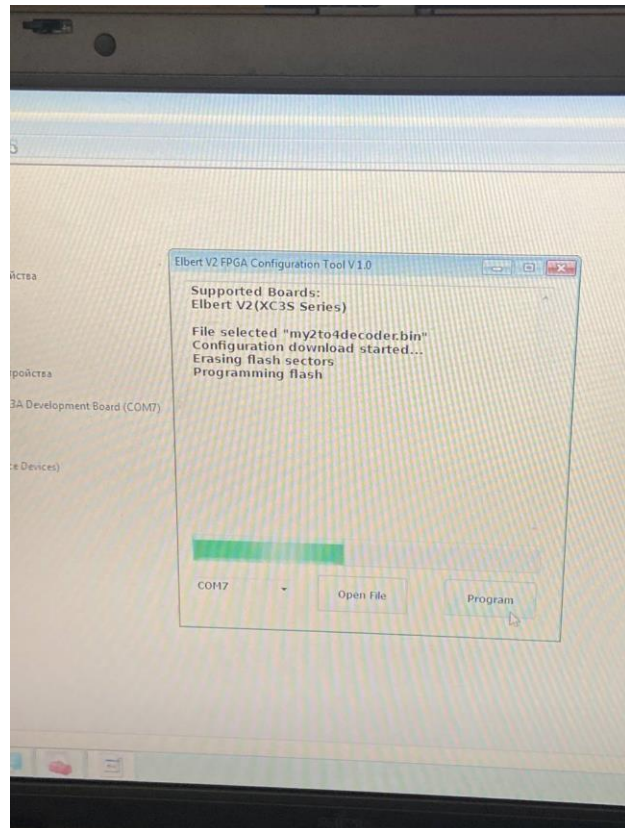 S
йства
Elbert V2 FPGA Configuration Tool V 1.0
Supported Boards:
Elbert V2(XC3S Series)
File selected "my2to4decoder.bin"
Configuration download started...
Erasing flash sectors
Programming flash
ройства
3A Development Board (COM7)
e Devices)
COM7
Open File
Program